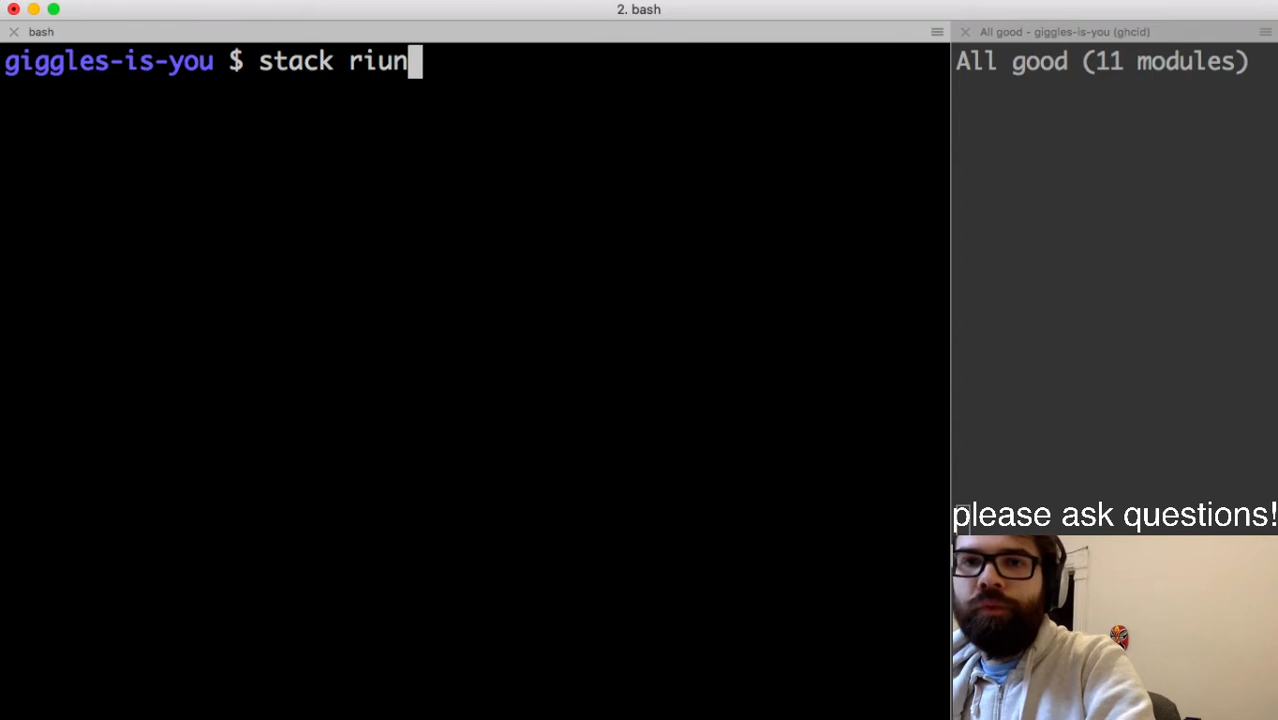 2. bash
bash
All good - giggles-is-you (ghcid)
giggles-is-you $ stack riun
All good (11 modules)
please ask questions!